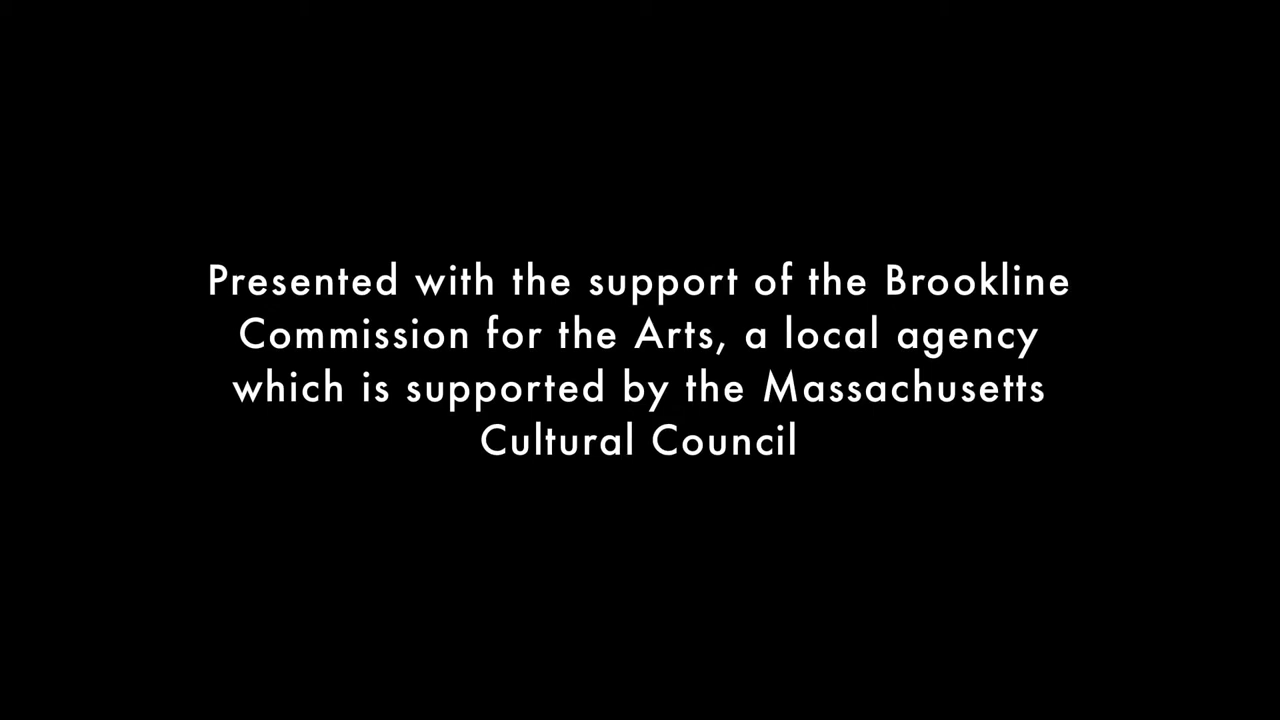 Presented with the support of the Brookline
Commission for the Arts, a local agency
which is supported by the Massachusetts
Cultural Council